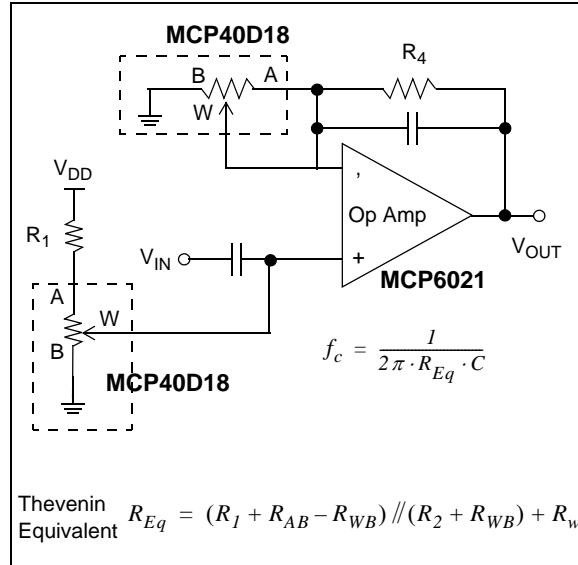 MCP40D18
B
A
W
R4
VDD
R1
,
Op Amp
VIN
+
VOUT
MCP6021
A
W
B
MCP40D18
fc = 1 / (2π · REq · C)
Thevenin
Equivalent
REq = (R1 + RAB – RWB) // (R2 + RWB) + Rw